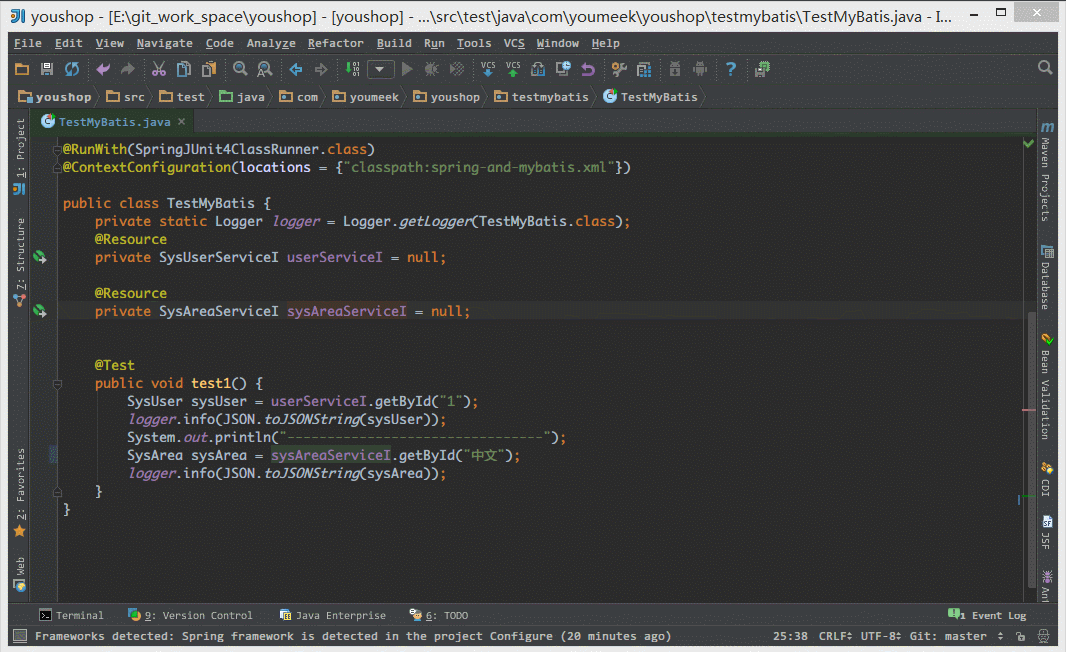 youshop - [E:\git_work_space\youshop] - [youshop] - ...\src\test\java\com\youmeek\youshop\testmybatis\TestMyBatis.java - I...
File Edit View Navigate Code Analyze Refactor Build Run Tools VCS Window Help
VCS VCS
youshop src test java com youmeek youshop testmybatis TestMyBatis
TestMyBatis.java
1: Project
7: Structure
2: Favorites
Web
@RunWith(SpringJUnit4ClassRunner.class)
@ContextConfiguration(locations = {"classpath:spring-and-mybatis.xml"})
public class TestMyBatis {
private static Logger logger = Logger.getLogger(TestMyBatis.class);
@Resource
private SysUserServiceI userServiceI = null;
@Resource
private SysAreaServiceI sysAreaServiceI = null;
@Test
public void test1() {
SysUser sysUser = userServiceI.getById("1");
logger.info(JSON.toJSONString(sysUser));
System.out.println("--------------------------------");
SysArea sysArea = sysAreaServiceI.getById("中文");
logger.info(JSON.toJSONString(sysArea));
}
}
Maven Projects
Database
Bean Validation
CDI
JSF
Ant
Terminal 9: Version Control Java Enterprise 6: TODO 1 Event Log
Frameworks detected: Spring framework is detected in the project Configure (20 minutes ago) 25:38 CRLF UTF-8 Git: master